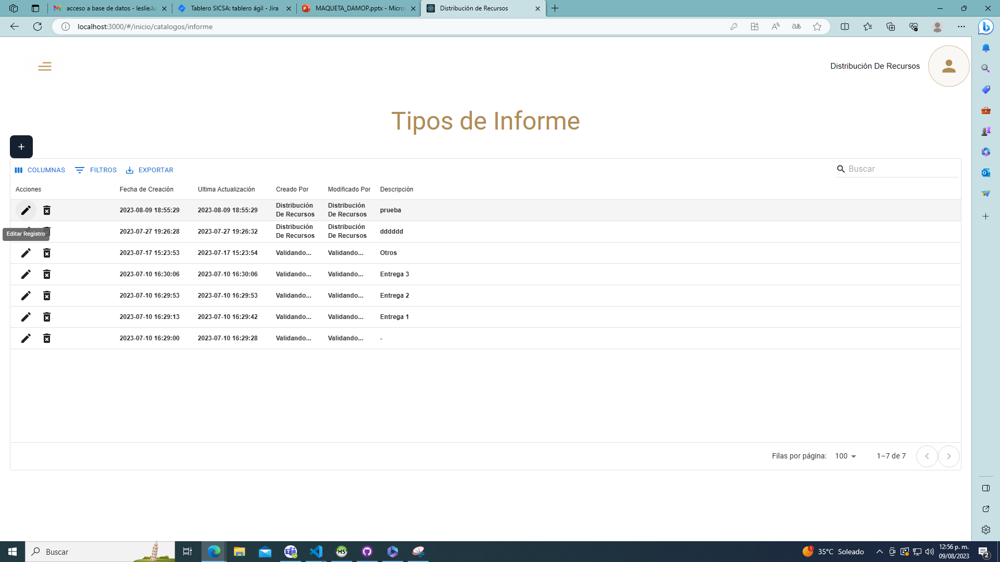 acceso a base de datos - leslie.lu
Tablero SICSA: tablero ágil - Jira
MAQUETA_DAMOP.pptx - Micros
Distribución de Recursos
localhost:3000/#/inicio/catalogos/informe
Distribución De Recursos
Tipos de Informe
+
COLUMNAS FILTROS EXPORTAR Buscar
Acciones Fecha de Creación Ultima Actualización Creado Por Modificado Por Descripción
2023-08-09 18:55:29 2023-08-09 18:55:29 Distribución De Recursos Distribución De Recursos prueba
Editar Registro
2023-07-27 19:26:28 2023-07-27 19:26:32 Distribución De Recursos Distribución De Recursos dddddd
2023-07-17 15:23:53 2023-07-17 15:23:54 Validando... Validando... Otros
2023-07-10 16:30:06 2023-07-10 16:30:06 Validando... Validando... Entrega 3
2023-07-10 16:29:53 2023-07-10 16:29:53 Validando... Validando... Entrega 2
2023-07-10 16:29:13 2023-07-10 16:29:42 Validando... Validando... Entrega 1
2023-07-10 16:29:00 2023-07-10 16:29:28 Validando... Validando... -
Filas por página: 100 1–7 de 7
Buscar
HS
1
35°C Soleado
12:56 p. m.
09/08/2023
2